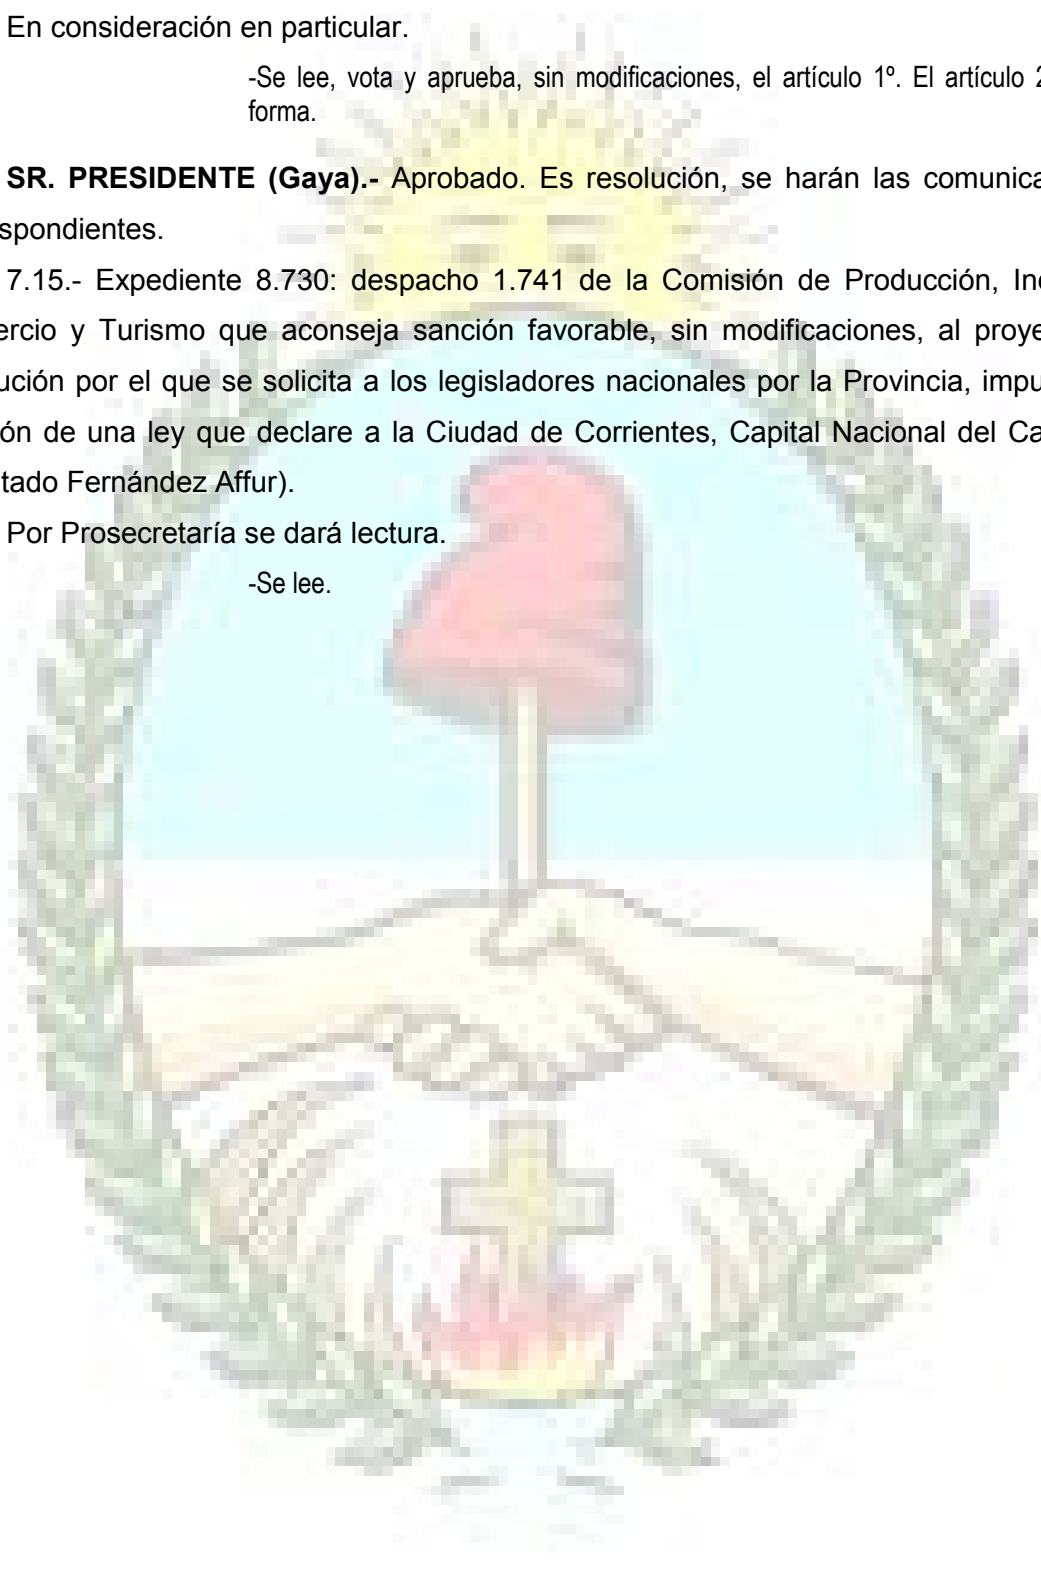 En consideración en particular.
-Se lee, vota y aprueba, sin modificaciones, el artículo 1º. El artículo 2
forma.
SR. PRESIDENTE (Gaya).- Aprobado. Es resolución, se harán las comunica
spondientes.
7.15.- Expediente 8.730: despacho 1.741 de la Comisión de Producción, In
ercio y Turismo que aconseja sanción favorable, sin modificaciones, al proye
ución por el que se solicita a los legisladores nacionales por la Provincia, impu
ón de una ley que declare a la Ciudad de Corrientes, Capital Nacional del Ca
tado Fernández Affur).
Por Prosecretaría se dará lectura.
-Se lee.